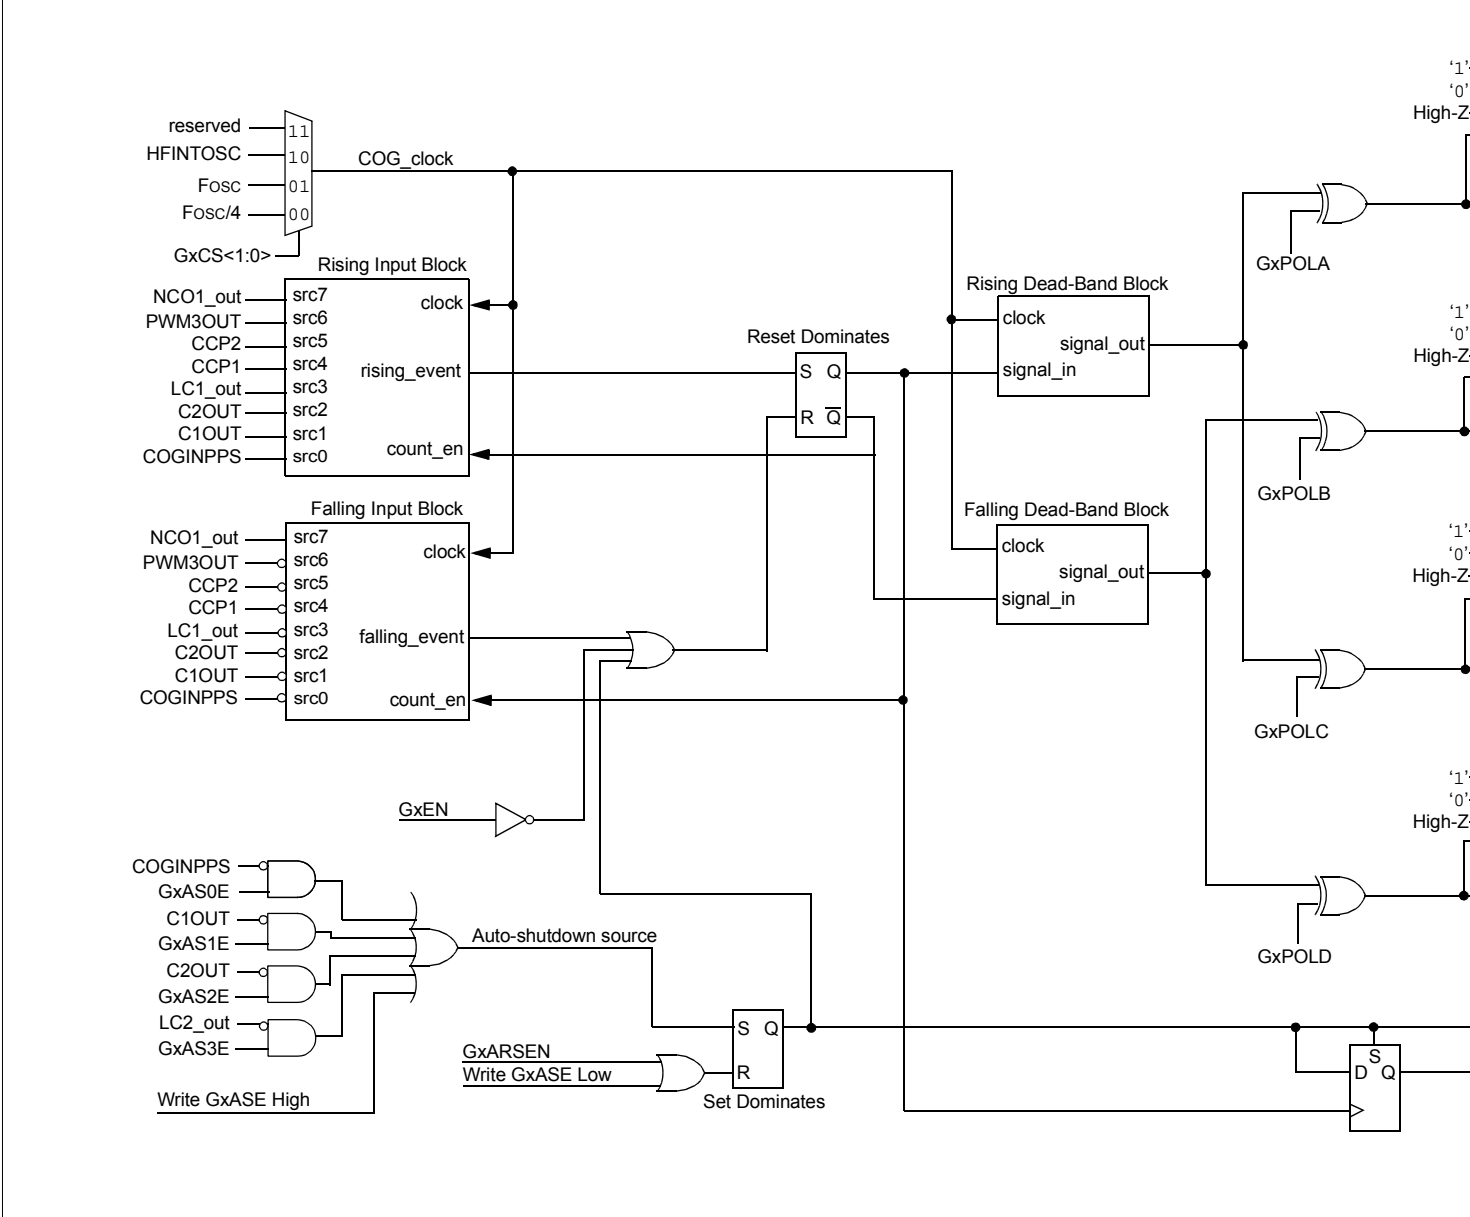 ‘1’
‘0’
High-Z
reserved
11
HFINTOSC
10
COG_clock
FOSC
01
FOSC/4
00
GxCS<1:0>
Rising Input Block
NCO1_out
src7
PWM3OUT
src6
CCP2
src5
CCP1
src4
LC1_out
src3
C2OUT
src2
C1OUT
src1
COGINPPS
src0
clock
rising_event
count_en
Falling Input Block
NCO1_out
src7
PWM3OUT
src6
CCP2
src5
CCP1
src4
LC1_out
src3
C2OUT
src2
C1OUT
src1
COGINPPS
src0
clock
falling_event
count_en
Reset Dominates
S Q
R Q
Rising Dead-Band Block
clock
signal_out
signal_in
Falling Dead-Band Block
clock
signal_out
signal_in
GxPOLA
‘1’
‘0’
High-Z
GxPOLB
‘1’
‘0’
High-Z
GxPOLC
‘1’
‘0’
High-Z
GxPOLD
GxEN
COGINPPS
GxAS0E
C1OUT
GxAS1E
C2OUT
GxAS2E
LC2_out
GxAS3E
Write GxASE High
Auto-shutdown source
GxARSEN
Write GxASE Low
S Q
R
Set Dominates
S
D Q